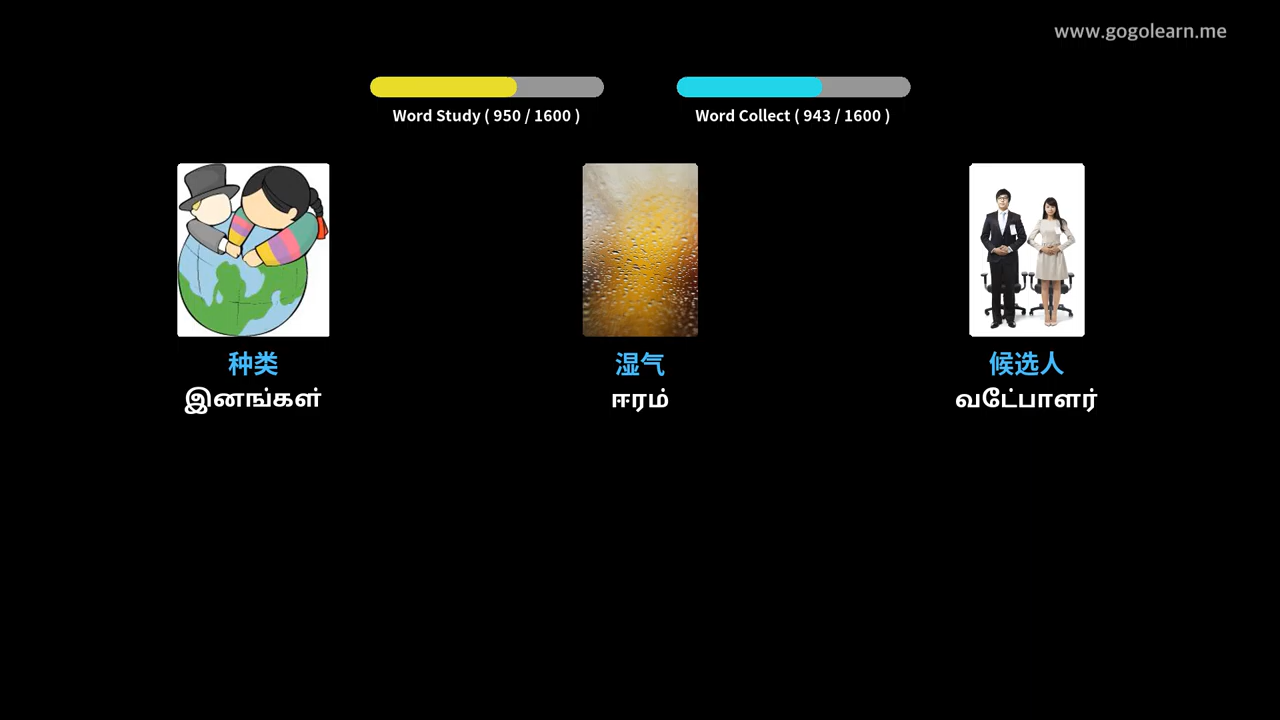 www.gogolearn.me
Word Study ( 950 / 1600 )
Word Collect ( 943 / 1600 )
种类
湿气
候选人
இனங்கள்
ஈரம்
வடே்பாளர்